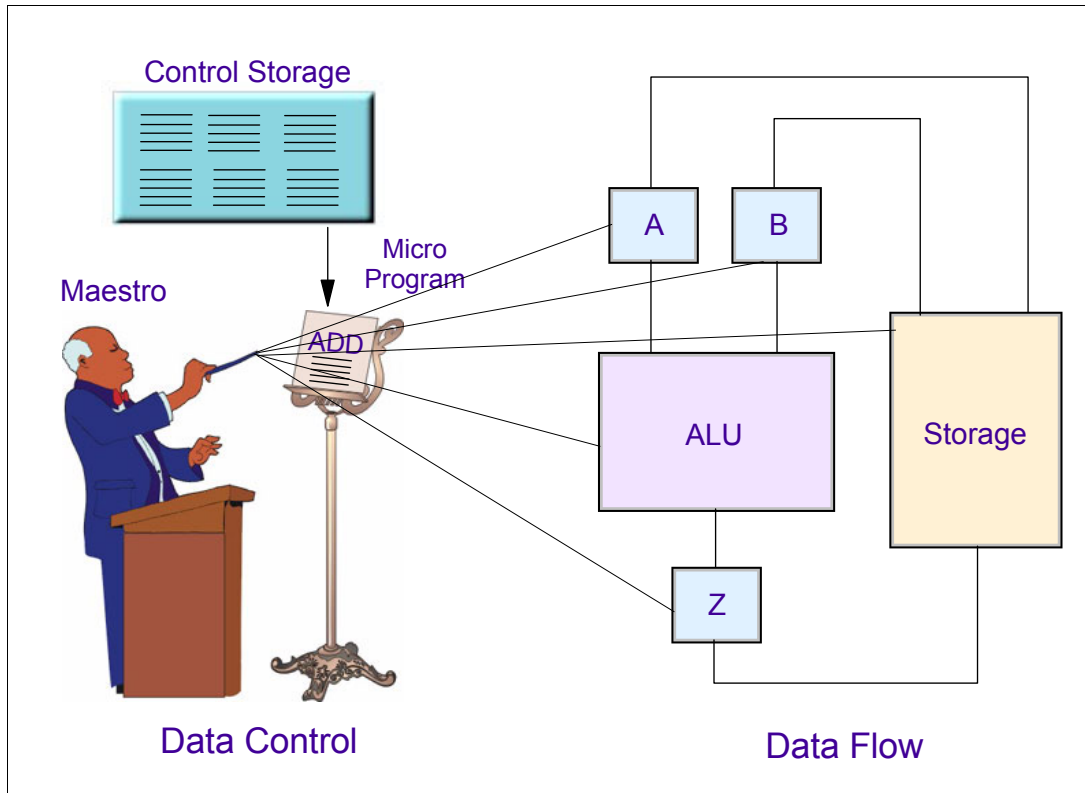 Control Storage
Micro
Program
Maestro
ADD
A
B
ALU
Storage
Z
Data Control
Data Flow